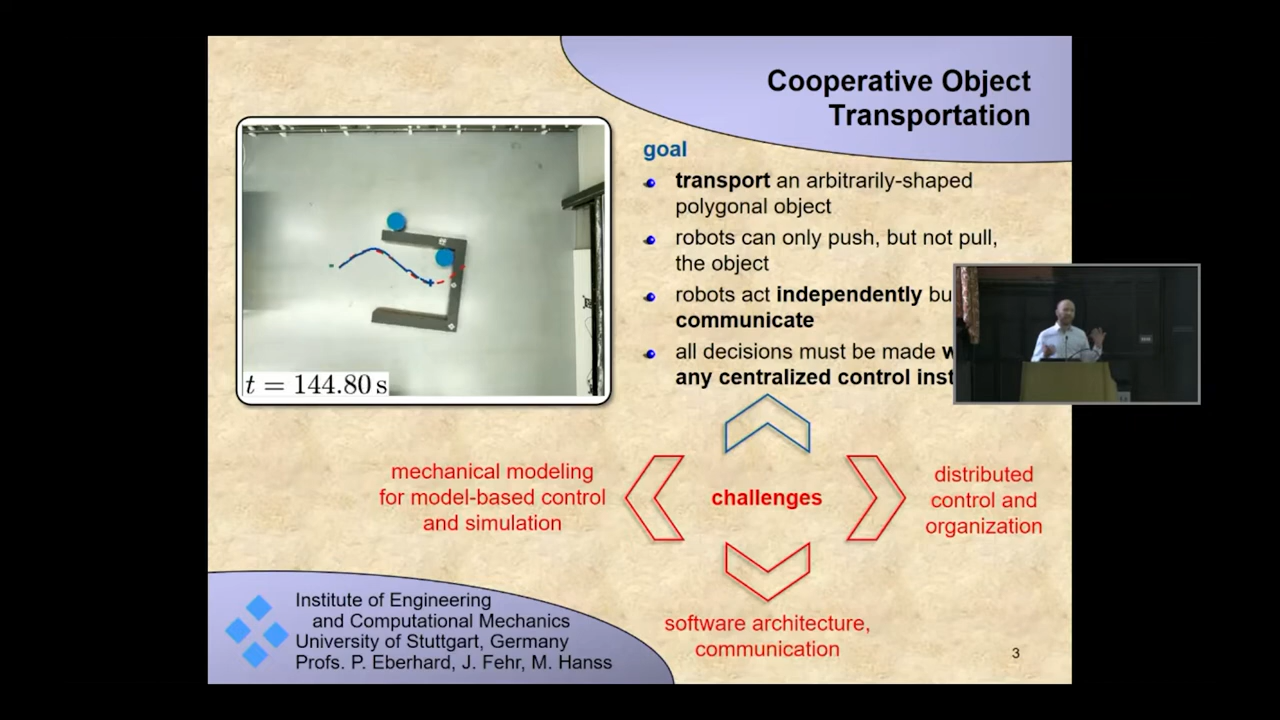 Cooperative Object
Transportation
goal
transport an arbitrarily-shaped
polygonal object
robots can only push, but not pull,
the object
robots act independently bu
communicate
all decisions must be made w
any centralized control inst
t = 144.80 s
challenges
mechanical modeling
for model-based control
and simulation
distributed
control and
organization
software architecture,
communication
Institute of Engineering
and Computational Mechanics
University of Stuttgart, Germany
Profs. P. Eberhard, J. Fehr, M. Hanss
3